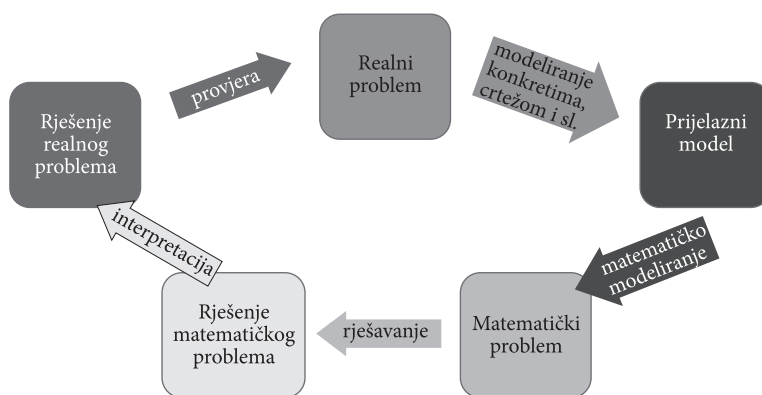 Realni
problem
modeliranje
konkretima,
crtežom i sl.
Prijelazni
model
matematičko
modeliranje
Matematički
problem
rješavanje
Rješenje
matematičkog
problema
interpretacija
Rješenje
realnog
problema
provjera